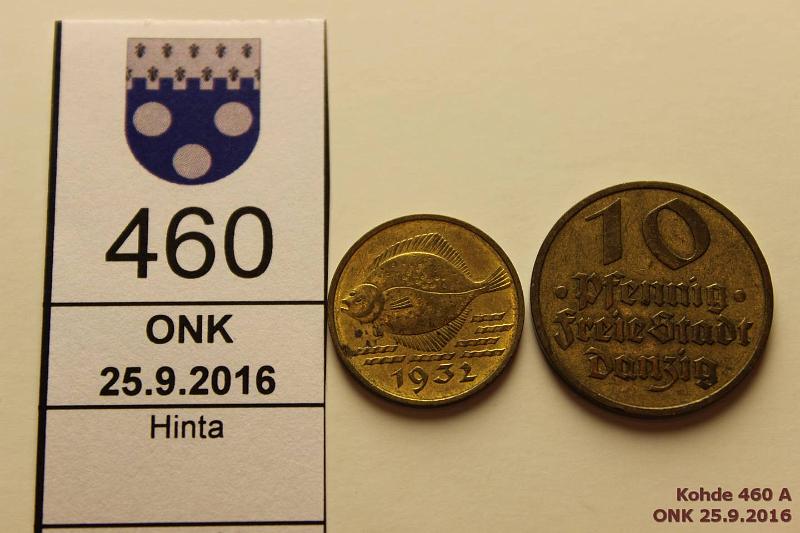 460
ONK
25.9.2016
Hinta
1932
10
Pfennig
Freie Stadt
Danzig
Kohde 460 A
ONK 25.9.2016